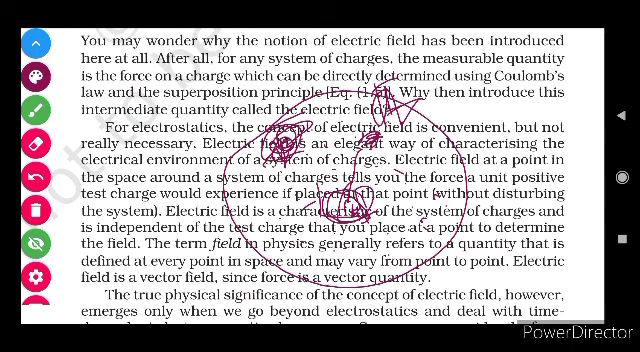 You may wonder why the notion of electric field has been introduced
here at all. After all, for any system of charges, the measurable quantity
is the force on a charge which can be directly determined using Coulomb's
law and the superposition principle [Eq. (1.5)]. Why then introduce this
intermediate quantity called the electric field?
For electrostatics, the concept of electric field is convenient, but not
really necessary. Electric field is an elegant way of characterising the
electrical environment of a system of charges. Electric field at a point in
the space around a system of charges tells you the force a unit positive
test charge would experience if placed at that point (without disturbing
the system). Electric field is a characteristic of the system of charges and
is independent of the test charge that you place at a point to determine
the field. The term field in physics generally refers to a quantity that is
defined at every point in space and may vary from point to point. Electric
field is a vector field, since force is a vector quantity.
The true physical significance of the concept of electric field, however,
emerges only when we go beyond electrostatics and deal with time-
PowerDirector